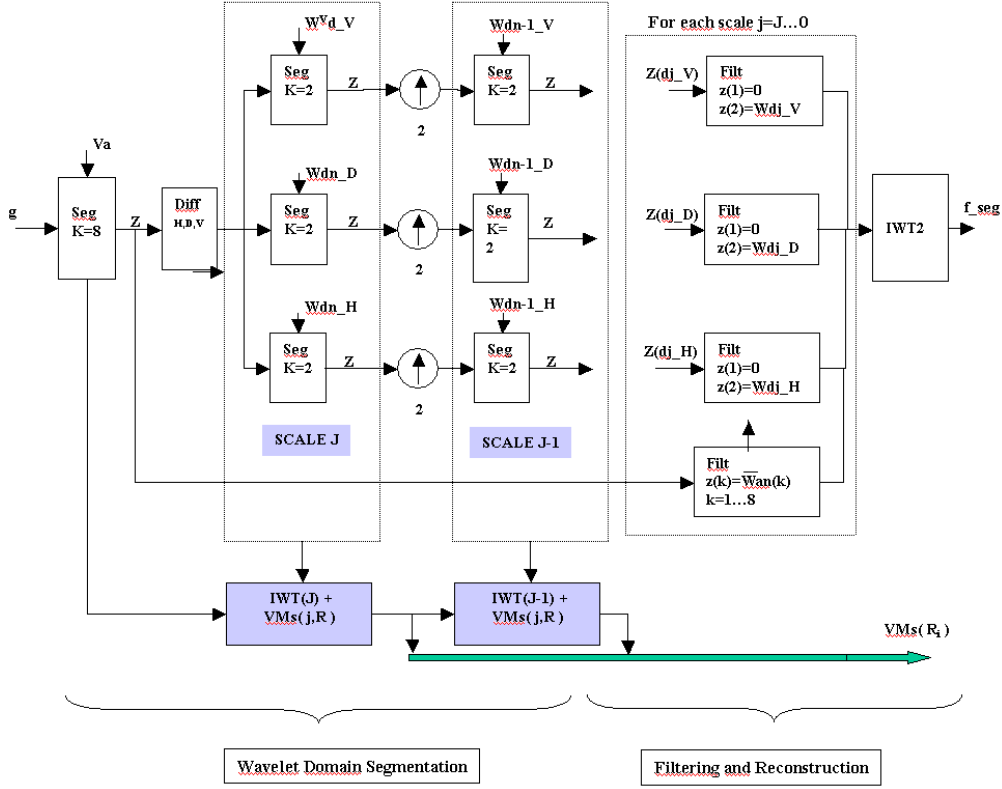 For each scale j=J...0
W^V d_V
Wdn-1_V
Seg
K=2
Z
2
Seg
K=2
Z
Z(dj_V)
Filt
z(1)=0
z(2)=Wdj_V
Va
g
Seg
K=8
Z
Diff
H,D,V
Wdn_D
Seg
K=2
Z
2
Wdn-1_D
Seg
K=
2
Z
Z(dj_D)
Filt
z(1)=0
z(2)=Wdj_D
IWT2
f_seg
Wdn_H
Seg
K=2
Z
2
Wdn-1_H
Seg
K=2
Z
Z(dj_H)
Filt
z(1)=0
z(2)=Wdj_H
SCALE J
SCALE J-1
Filt
z(k)=W̅an(k)
k=1...8
IWT(J) +
VMs(j,R)
IWT(J-1) +
VMs(j,R)
VMs(Ri)
Wavelet Domain Segmentation
Filtering and Reconstruction